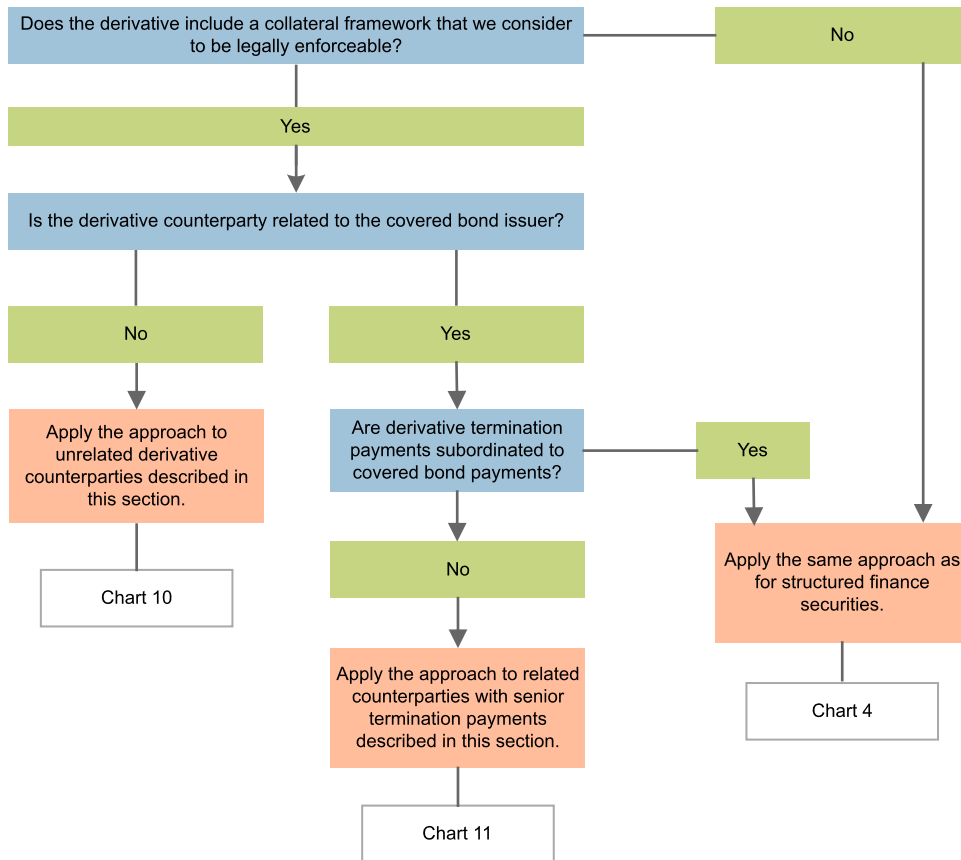 Does the derivative include a collateral framework that we consider
to be legally enforceable?
No
Yes
Is the derivative counterparty related to the covered bond issuer?
No
Yes
Apply the approach to
unrelated derivative
counterparties described in
this section.
Are derivative termination
payments subordinated to
covered bond payments?
Yes
Chart 10
No
Apply the same approach as
for structured finance
securities.
Apply the approach to related
counterparties with senior
termination payments
described in this section.
Chart 4
Chart 11